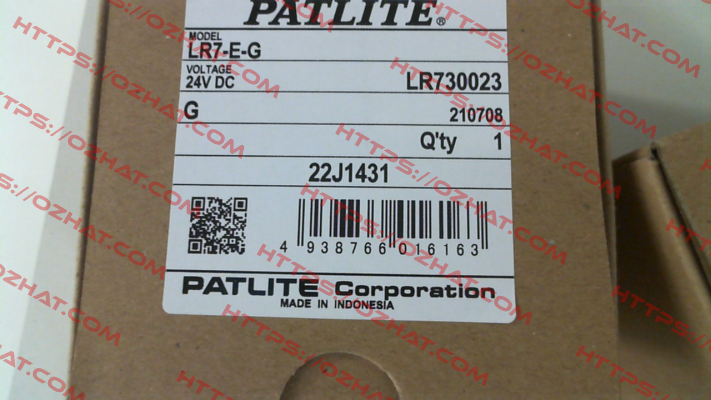 PATLITE®
MODEL
LR7-E-G
VOLTAGE
24V DC
LR730023
G
210708
Q'ty 1
22J1431
4 938766 016163
PATLITE Corporation
MADE IN INDONESIA
HTTPS://OZHAT.COM